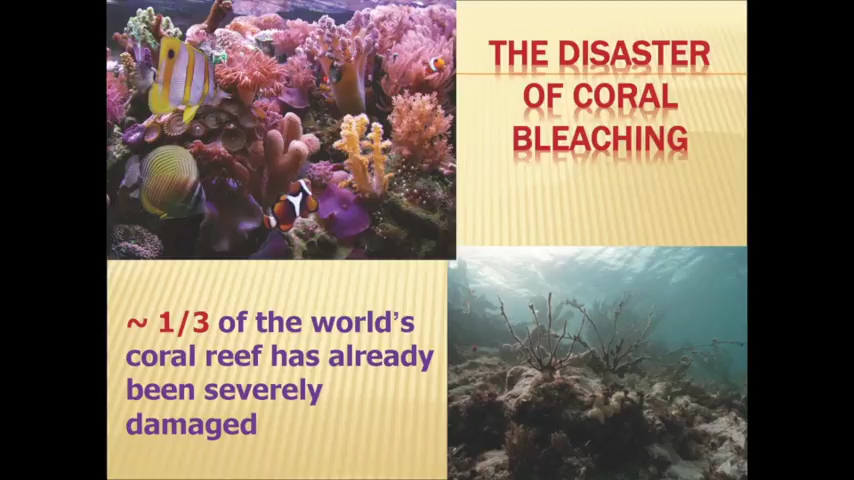 THE DISASTER
OF CORAL
BLEACHING
~ 1/3 of the world's
coral reef has already
been severely
damaged